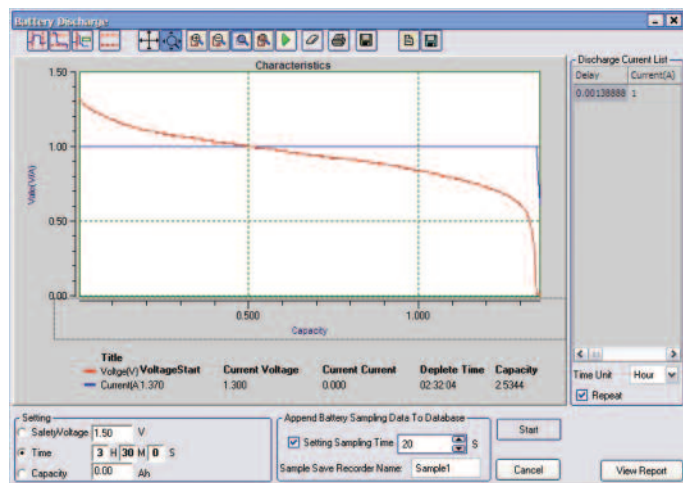 Battery Discharge
Characteristics
Discharge Current List
Delay Current(A)
0.00138888 1
1.50
1.00
0.50
0.00
Vale(V/A)
0.500 1.000
Capacity
Title
Voltge(V) VoltageStart Current Voltage Current Current Deplete Time Capacity
Current(A 1.370 1.300 0.000 02:32:04 2.5344
Time Unit Hour
Repeat
Setting
SafetyVoltage 1.50 V
Time 3 H 30 M 0 S
Capacity 0.00 Ah
Append Battery Sampling Data To Database
Setting Sampling Time 20 S
Sample Save Recorder Name: Sample1
Start
Cancel
View Report